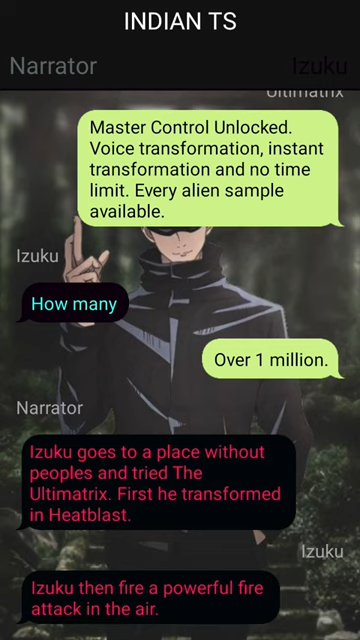 INDIAN TS
Narrator
Izuku
Ultimatrix
Master Control Unlocked.
Voice transformation, instant
transformation and no time
limit. Every alien sample
available.
Izuku
How many
Over 1 million.
Narrator
Izuku goes to a place without
peoples and tried The
Ultimatrix. First he transformed
in Heatblast.
Izuku
Izuku then fire a powerful fire
attack in the air.